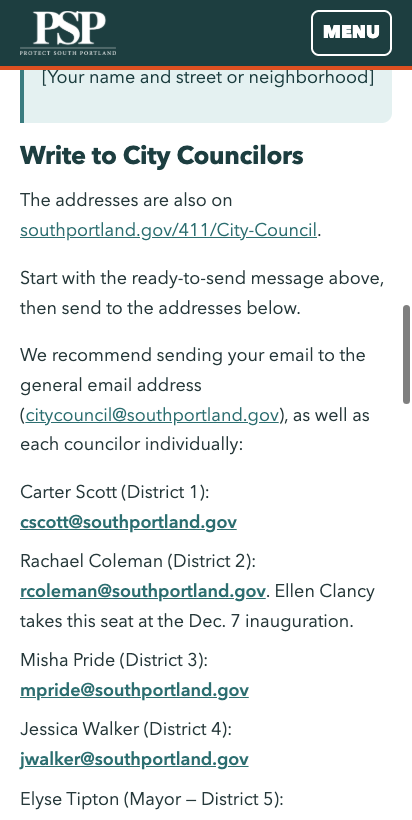 PSP
PROTECT SOUTH PORTLAND
MENU
[Your name and street or neighborhood]
Write to City Councilors
The addresses are also on
southportland.gov/411/City-Council.
Start with the ready-to-send message above,
then send to the addresses below.
We recommend sending your email to the
general email address
(citycouncil@southportland.gov), as well as
each councilor individually:
Carter Scott (District 1):
cscott@southportland.gov
Rachael Coleman (District 2):
rcoleman@southportland.gov. Ellen Clancy
takes this seat at the Dec. 7 inauguration.
Misha Pride (District 3):
mpride@southportland.gov
Jessica Walker (District 4):
jwalker@southportland.gov
Elyse Tipton (Mayor – District 5):